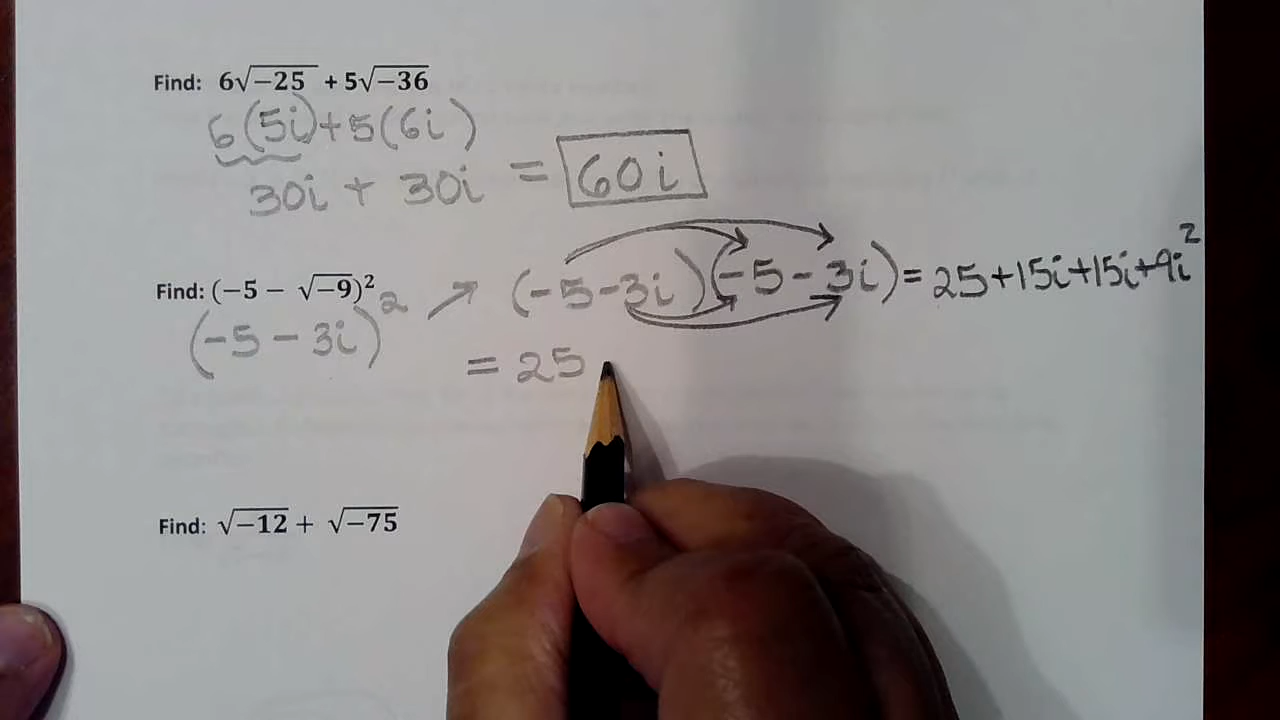 Find: 6√−25 + 5√−36
6(5i)+5(6i)
30i + 30i = 60i
Find: (−5 − √−9)²
(-5-3i)² (-5-3i)(-5-3i)=25+15i+15i+9i²
= 25
Find: √−12 + √−75